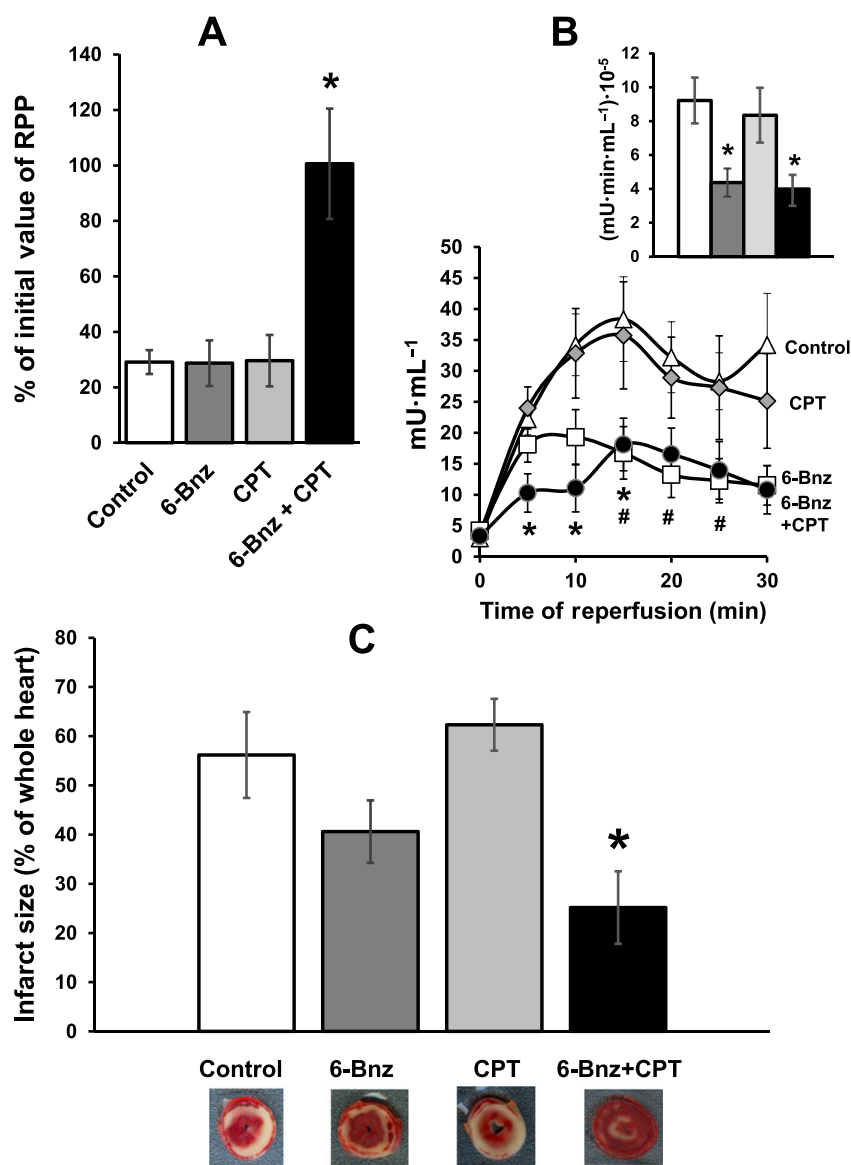 A
% of initial value of RPP
140
120
100
80
60
40
20
0
*
Control
6-Bnz
CPT
6-Bnz + CPT
B
(mU·min·mL⁻¹)·10⁻⁵
12
10
8
6
4
2
0
*
*
mU·mL⁻¹
50
45
40
35
30
25
20
15
10
5
0
Control
CPT
6-Bnz
6-Bnz
+CPT
* * * # # #
0 10 20 30
Time of reperfusion (min)
C
Infarct size (% of whole heart)
80
70
60
50
40
30
20
10
0
*
Control 6-Bnz CPT 6-Bnz+CPT